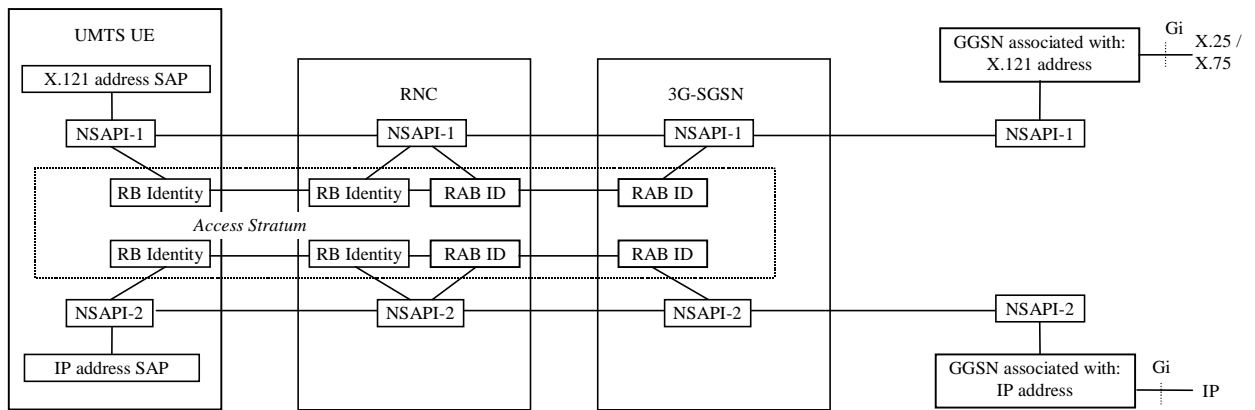 UMTS UE
X.121 address SAP
NSAPI-1
RB Identity
RNC
NSAPI-1
RB Identity
RAB ID
3G-SGSN
NSAPI-1
RAB ID
GGSN associated with:
X.121 address
Gi
X.25 /
X.75
NSAPI-1
Access Stratum
RB Identity
RB Identity
RAB ID
RAB ID
NSAPI-2
NSAPI-2
NSAPI-2
NSAPI-2
IP address SAP
GGSN associated with:
IP address
Gi
IP